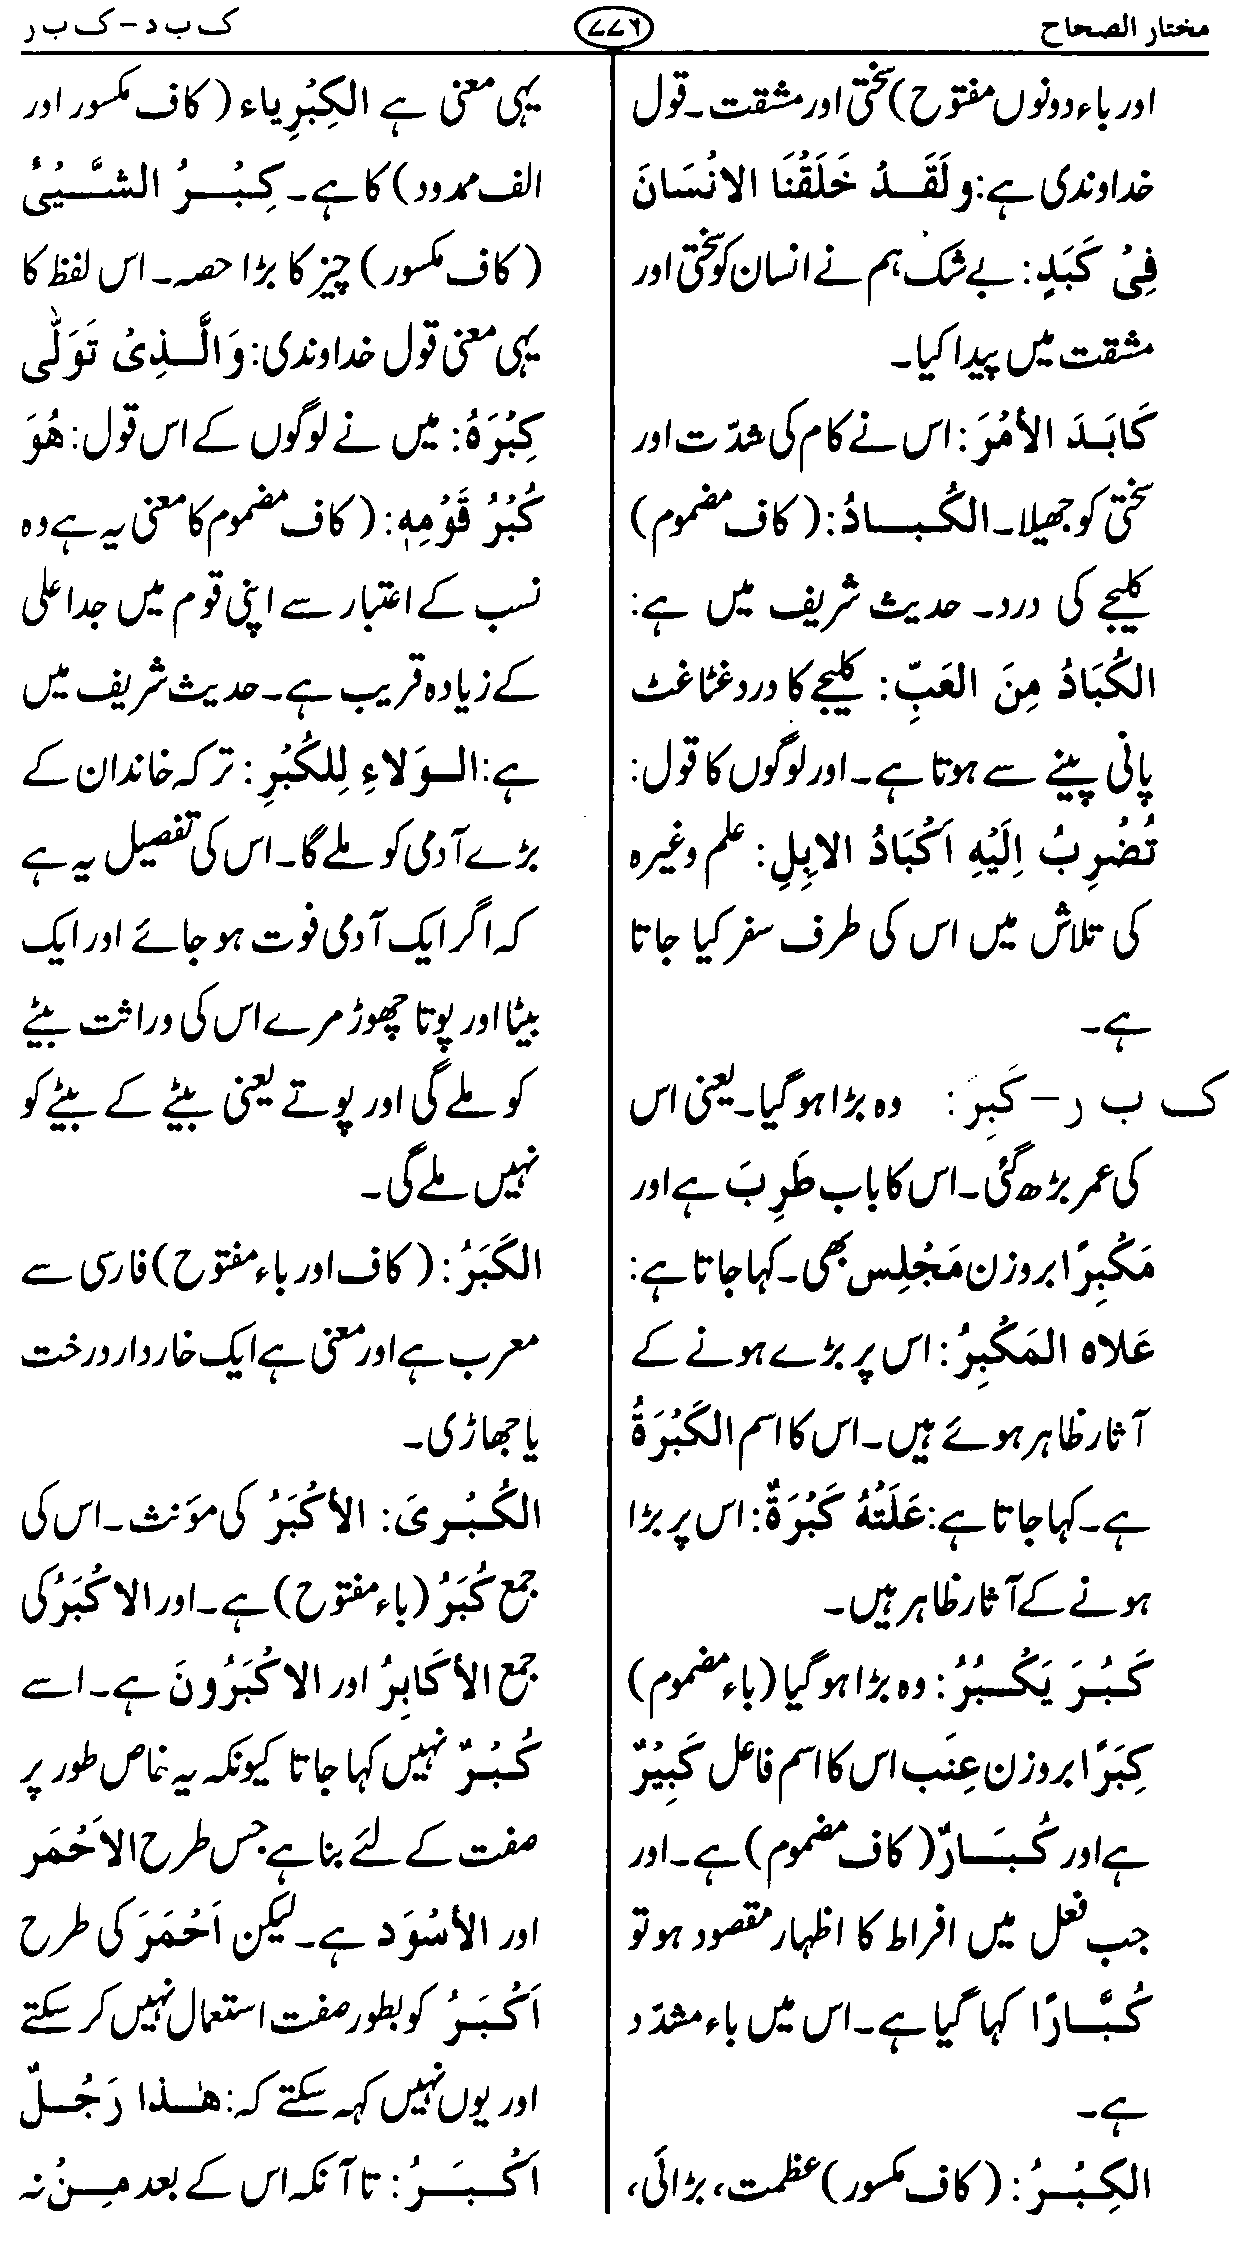 مختار الصحاح
۷۷۶
ک ب د – ک ب ر
اور باء دونوں مفتوح) سختی اور مشقت۔ قول
خداوندی ہے: وَلَقَدْ خَلَقْنَا الاِنْسَانَ
فِیْ کَبَدٍ: بے شک ہم نے انسان کو سختی اور
مشقت میں پیدا کیا۔
کَابَدَ الأمْرَ: اس نے کام کی شدّت اور
سختی کو جھیلا۔ الکُبادُ: (کاف مضموم)
کلیجے کی درد۔ حدیث شریف میں ہے:
الکُبَادُ مِنَ العَبِّ: کلیجے کا درد غٹاغٹ
پانی پینے سے ہوتا ہے۔ اور لوگوں کا قول:
تُضْرِبُ اِلَیْهِ اَکْبَادُ الابِلِ: علم وغیرہ
کی تلاش میں اس کی طرف سفر کیا جاتا
ہے۔
ک ب ر – کَبِرَ: وہ بڑا ہو گیا۔ یعنی اس
کی عمر بڑھ گئی۔ اس کا باب طَرِبَ ہے اور
مَکْبِرًا بروزن مَجْلِس بھی۔ کہا جاتا ہے:
عَلاہ المَکْبِرُ: اس پر بڑے ہونے کے
آثار ظاہر ہوئے ہیں۔ اس کا اسم الکَبْرَةُ
ہے۔ کہا جاتا ہے: عَلَتْهُ کَبْرَةٌ: اس پر بڑا
ہونے کے آثار ظاہر ہیں۔
کَبُرَ یَکْبُرُ: وہ بڑا ہو گیا (باء مضموم)
کِبَرًا بروزن عِنَب اس کا اسم فاعل کَبِیْرٌ
ہے اور کُبَارٌ (کاف مضموم) ہے۔ اور
جب فعل میں افراط کا اظہار مقصود ہو تو
کُبَّارًا کہا گیا ہے۔ اس میں باء مشدّد
ہے۔
الکِبْرُ: (کاف مکسور) عظمت، بڑائی،
یہی معنی ہے الکِبْرِیاء (کاف مکسور اور
الف ممدود) کا ہے۔ کِبْرُ الشَّیْئُ
(کاف مکسور) چیز کا بڑا حصہ۔ اس لفظ کا
یہی معنی قول خداوندی: وَالَّذِیْ تَوَلّٰی
کِبْرَهُ: میں نے لوگوں کے اس قول: هُوَ
کُبْرُ قَوْمِهٖ: (کاف مضموم کا معنی یہ ہے وہ
نسب کے اعتبار سے اپنی قوم میں جد اعلی
کے زیادہ قریب ہے۔ حدیث شریف میں
ہے: الوَلاءِ لِلکُبْرِ: ترکہ خاندان کے
بڑے آدمی کو ملے گا۔ اس کی تفصیل یہ ہے
کہ اگر ایک آدمی فوت ہو جائے اور ایک
بیٹا اور پوتا چھوڑ مرے اس کی وراثت بیٹے
کو ملے گی اور پوتے یعنی بیٹے کے بیٹے کو
نہیں ملے گی۔
الکَبَرُ: (کاف اور باء مفتوح) فارسی سے
معرب ہے اور معنی ہے ایک خاردار درخت
یا جھاڑی۔
الکُبْریَ: الأکْبَرُ کی مؤنث۔ اس کی
جمع کُبَرُ (باء مفتوح) ہے۔ اور الاکْبَرُ کی
جمع الأکَابِرُ اور الاکْبَرُونَ ہے۔ اسے
کُبْرٌ نہیں کہا جاتا کیونکہ یہ خاص طور پر
صفت کے لئے بنا ہے جس طرح الاَحْمَر
اور الأسْوَد ہے۔ لیکن اَحْمَرَ کی طرح
اَکْبَرُ کو بطور صفت استعمال نہیں کر سکتے
اور یوں نہیں کہہ سکتے کہ: هٰذا رَجُلٌ
اَکْبَرُ: تا آنکہ اس کے بعد مِنْ نہ